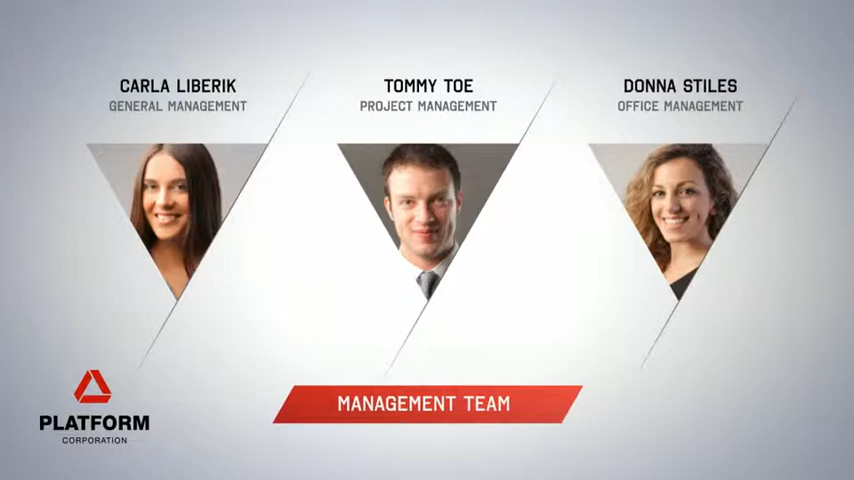 CARLA LIBERIK
GENERAL MANAGEMENT
TOMMY TOE
PROJECT MANAGEMENT
DONNA STILES
OFFICE MANAGEMENT
MANAGEMENT TEAM
PLATFORM
CORPORATION